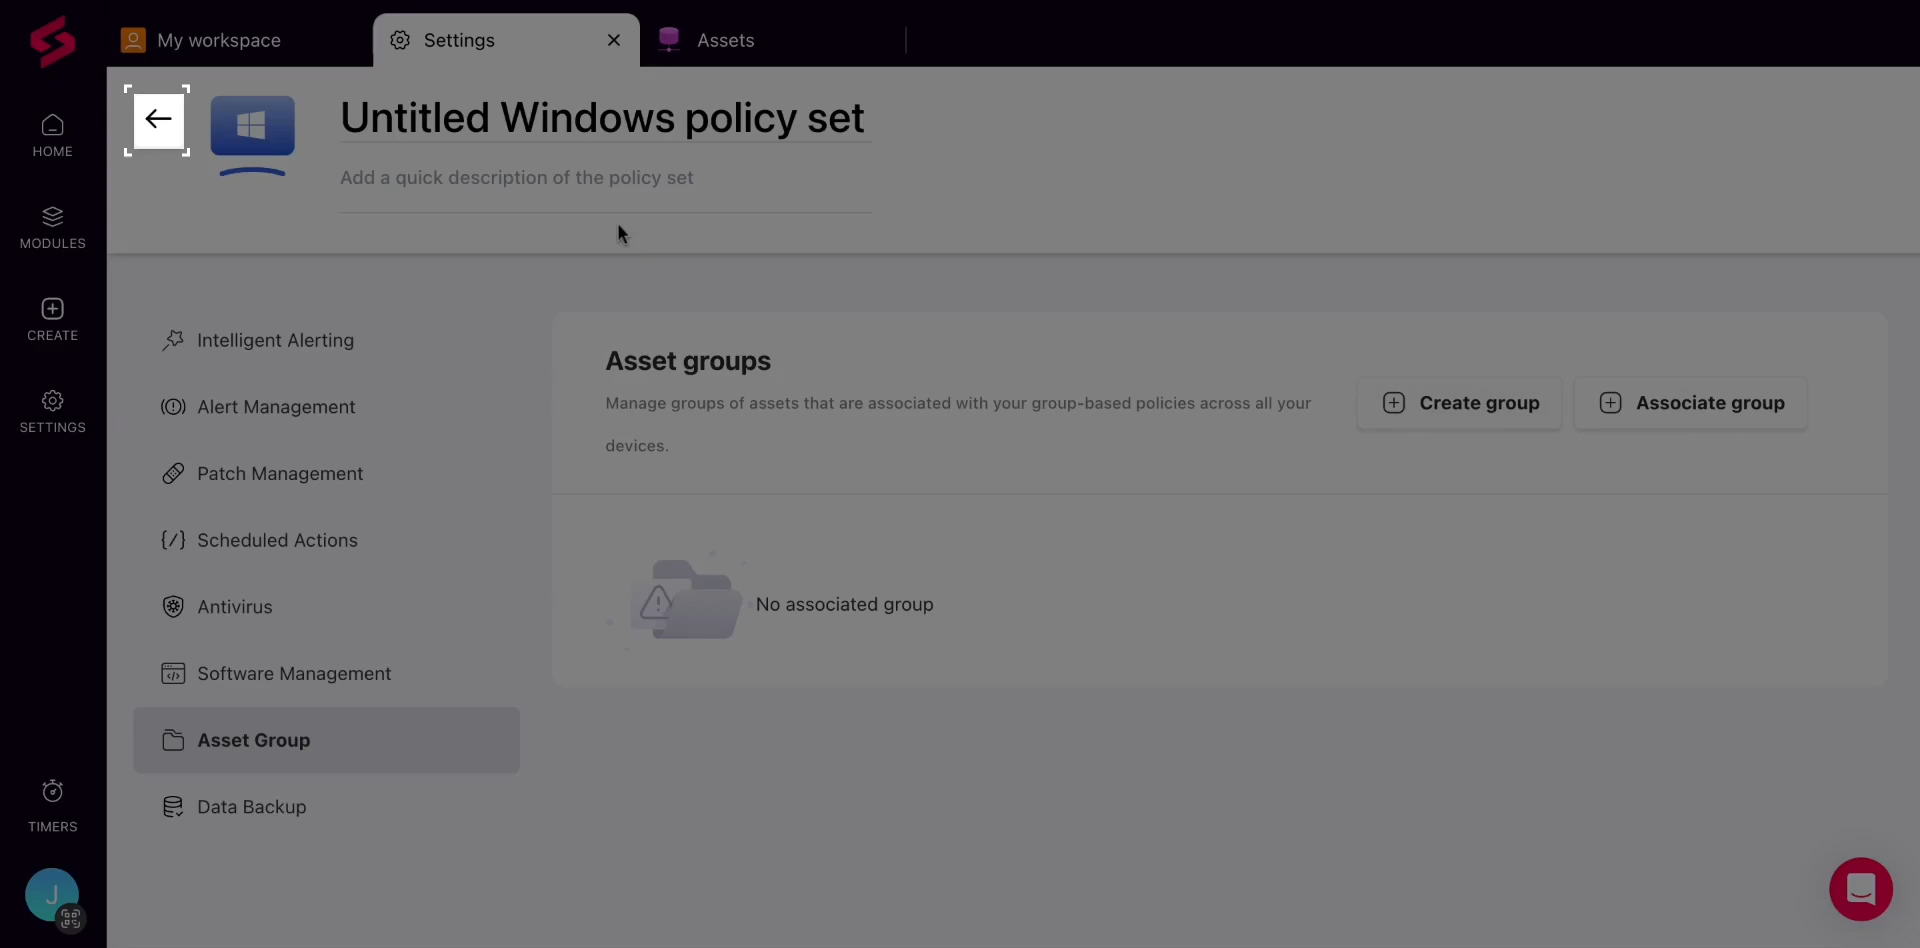 My workspace
Settings
Assets
HOME
MODULES
CREATE
SETTINGS
TIMERS
J
Untitled Windows policy set
Add a quick description of the policy set
Intelligent Alerting
Alert Management
Patch Management
Scheduled Actions
Antivirus
Software Management
Asset Group
Data Backup
Asset groups
Manage groups of assets that are associated with your group-based policies across all your
devices.
Create group
Associate group
No associated group